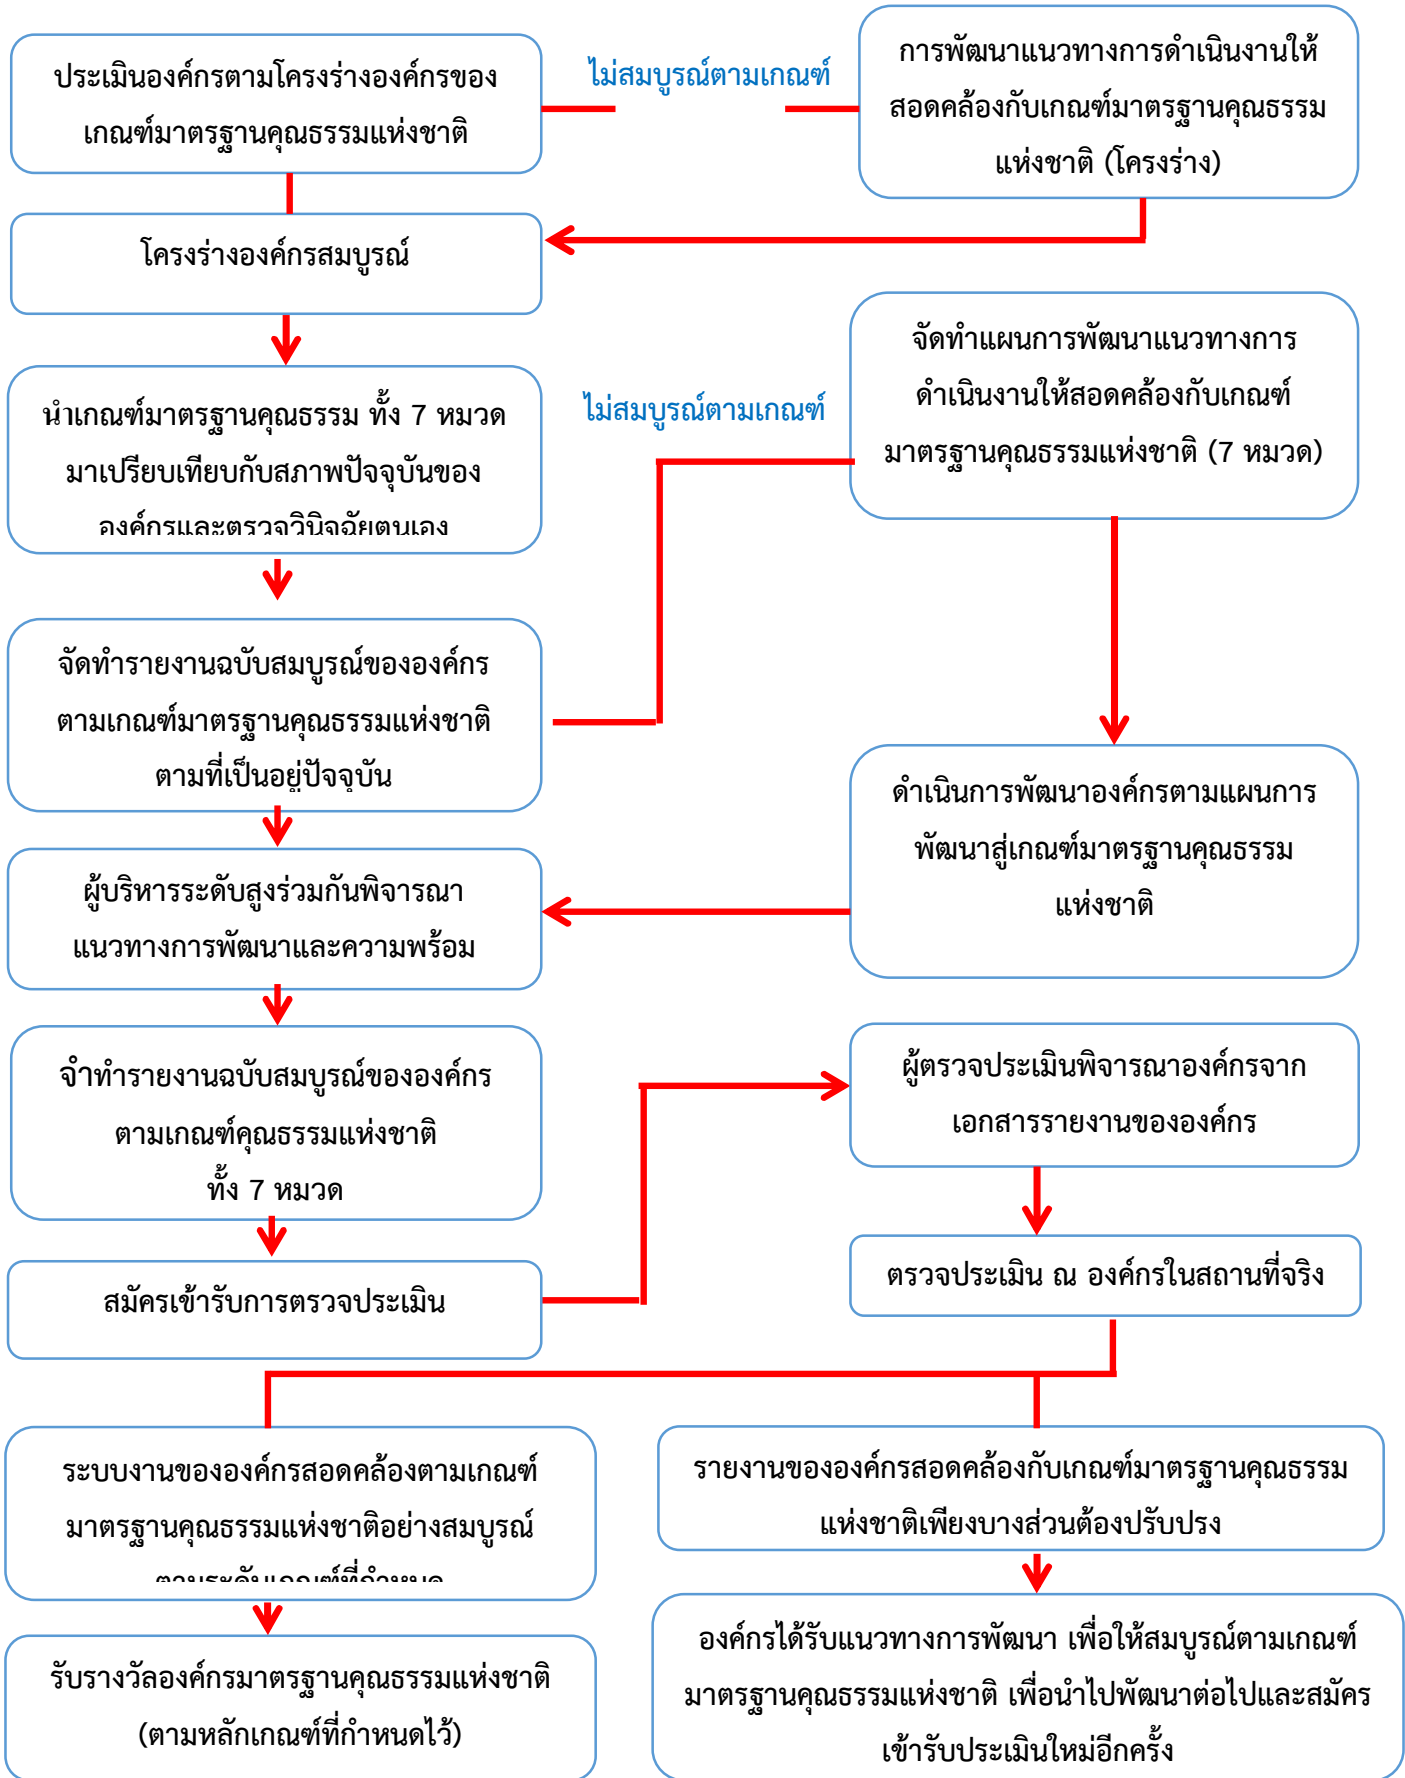 ประเมินองค์กรตามโครงร่างองค์กรของ
เกณฑ์มาตรฐานคุณธรรมแห่งชาติ
ไม่สมบูรณ์ตามเกณฑ์
การพัฒนาแนวทางการดำเนินงานให้
สอดคล้องกับเกณฑ์มาตรฐานคุณธรรม
แห่งชาติ (โครงร่าง)
โครงร่างองค์กรสมบูรณ์
นำเกณฑ์มาตรฐานคุณธรรม ทั้ง 7 หมวด
มาเปรียบเทียบกับสภาพปัจจุบันของ
องค์กรและตรวจวินิจฉัยตนเอง
ไม่สมบูรณ์ตามเกณฑ์
จัดทำแผนการพัฒนาแนวทางการ
ดำเนินงานให้สอดคล้องกับเกณฑ์
มาตรฐานคุณธรรมแห่งชาติ (7 หมวด)
จัดทำรายงานฉบับสมบูรณ์ขององค์กร
ตามเกณฑ์มาตรฐานคุณธรรมแห่งชาติ
ตามที่เป็นอยู่ปัจจุบัน
ดำเนินการพัฒนาองค์กรตามแผนการ
พัฒนาสู่เกณฑ์มาตรฐานคุณธรรม
แห่งชาติ
ผู้บริหารระดับสูงร่วมกันพิจารณา
แนวทางการพัฒนาและความพร้อม
จำทำรายงานฉบับสมบูรณ์ขององค์กร
ตามเกณฑ์คุณธรรมแห่งชาติ
ทั้ง 7 หมวด
ผู้ตรวจประเมินพิจารณาองค์กรจาก
เอกสารรายงานขององค์กร
สมัครเข้ารับการตรวจประเมิน
ตรวจประเมิน ณ องค์กรในสถานที่จริง
ระบบงานขององค์กรสอดคล้องตามเกณฑ์
มาตรฐานคุณธรรมแห่งชาติอย่างสมบูรณ์
ตามระดับเกณฑ์ที่กำหนด
รายงานขององค์กรสอดคล้องกับเกณฑ์มาตรฐานคุณธรรม
แห่งชาติเพียงบางส่วนต้องปรับปรุง
รับรางวัลองค์กรมาตรฐานคุณธรรมแห่งชาติ
(ตามหลักเกณฑ์ที่กำหนดไว้)
องค์กรได้รับแนวทางการพัฒนา เพื่อให้สมบูรณ์ตามเกณฑ์
มาตรฐานคุณธรรมแห่งชาติ เพื่อนำไปพัฒนาต่อไปและสมัคร
เข้ารับประเมินใหม่อีกครั้ง